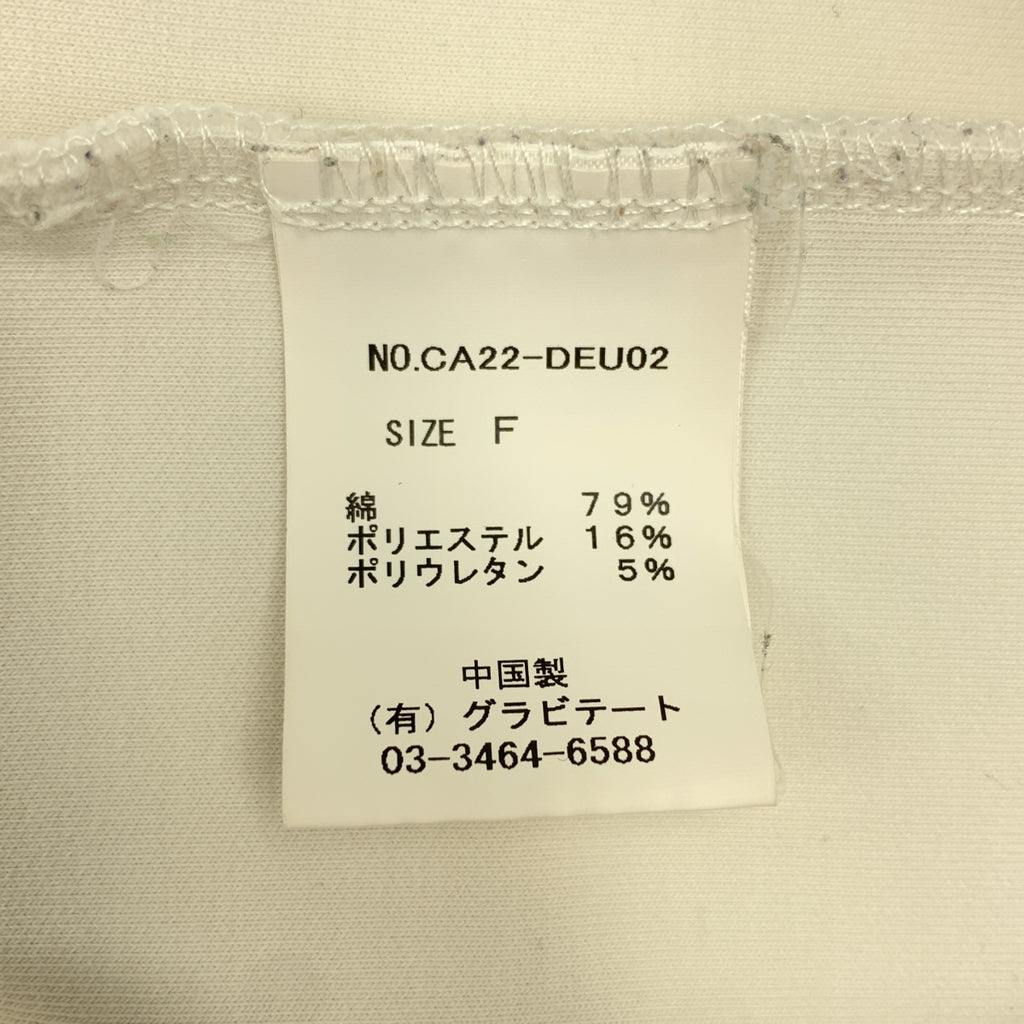 NO.CA22-DEU02
SIZE F
綿 79%
ポリエステル 16%
ポリウレタン 5%
中国製
(有)グラビテート
03-3464-6588